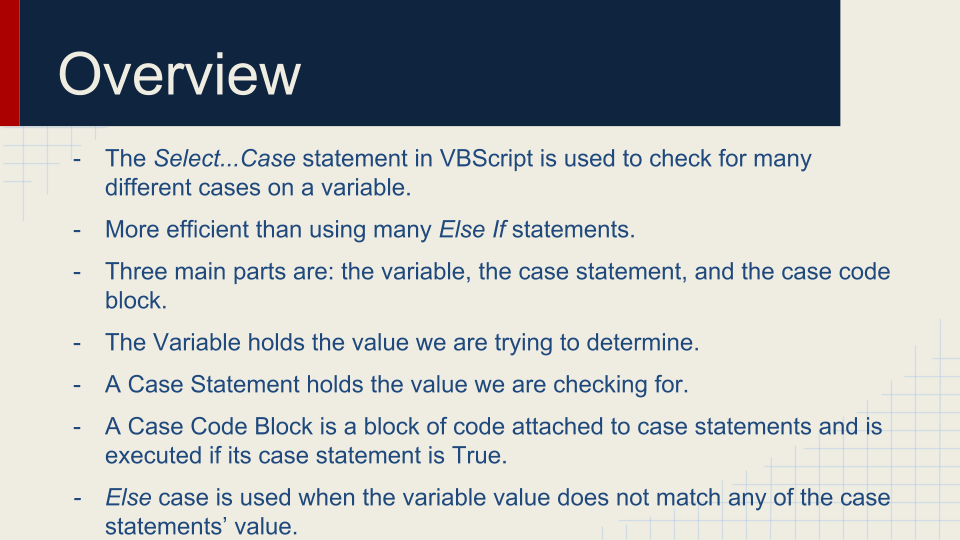 Overview
- The Select...Case statement in VBScript is used to check for many
different cases on a variable.
- More efficient than using many Else If statements.
- Three main parts are: the variable, the case statement, and the case code
block.
- The Variable holds the value we are trying to determine.
- A Case Statement holds the value we are checking for.
- A Case Code Block is a block of code attached to case statements and is
executed if its case statement is True.
- Else case is used when the variable value does not match any of the case
statements’ value.